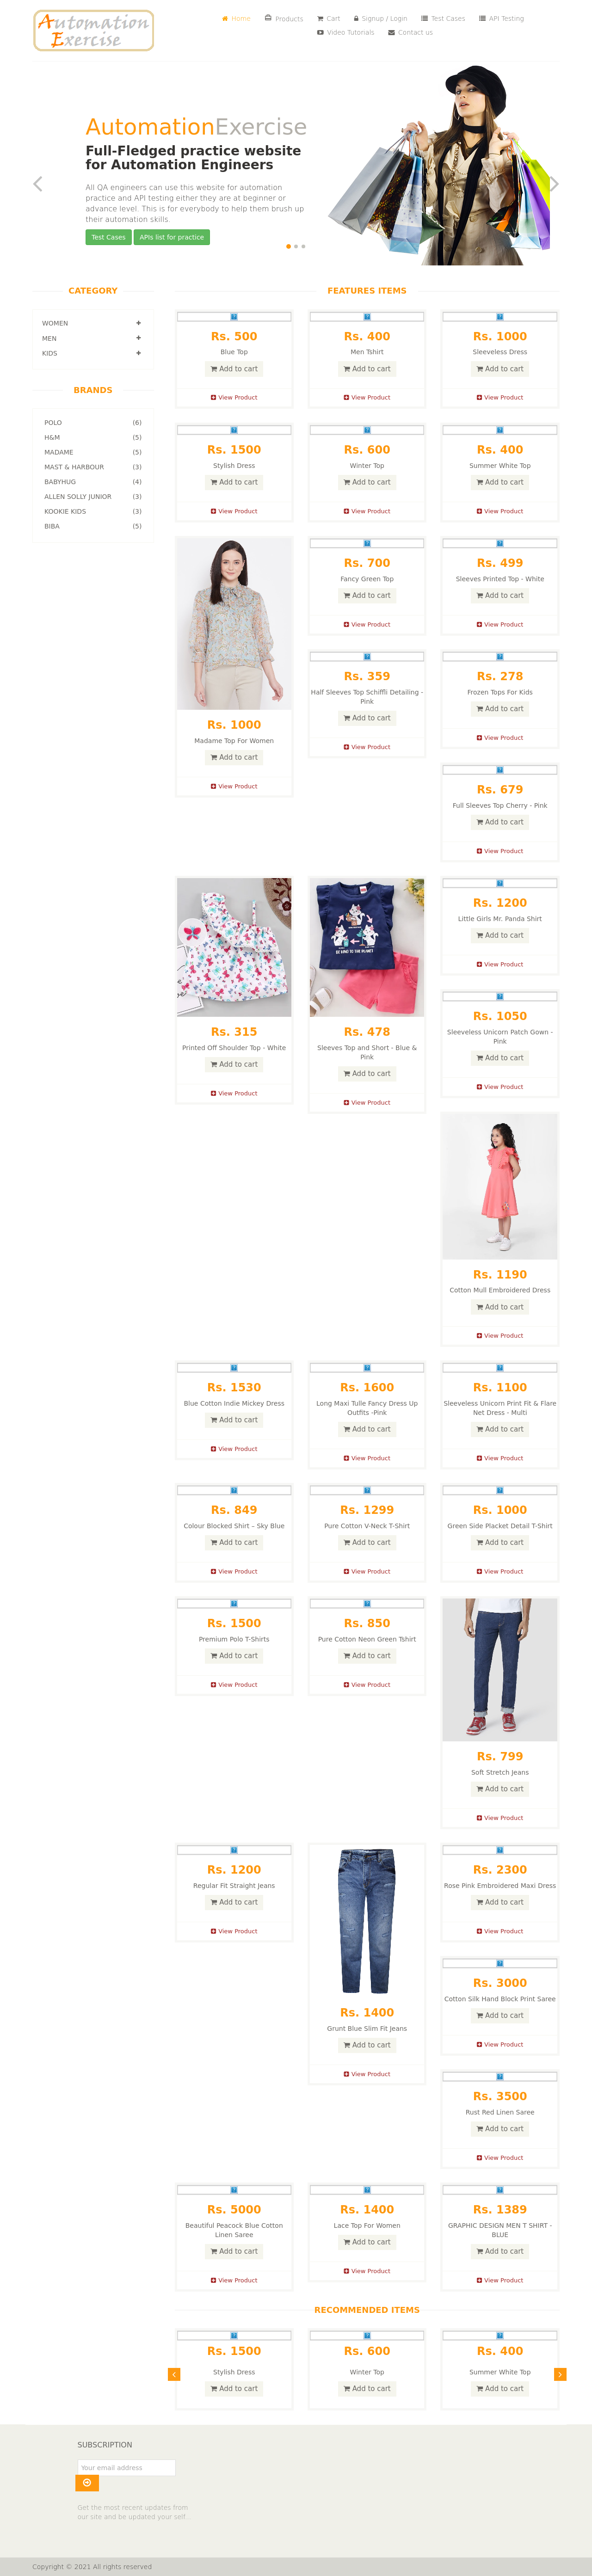 Automation
Exercise
Home
Products
Cart
Signup / Login
Test Cases
API Testing
Video Tutorials
Contact us
AutomationExercise
Full-Fledged practice website
for Automation Engineers
All QA engineers can use this website for automation
practice and API testing either they are at beginner or
advance level. This is for everybody to help them brush up
their automation skills.
Test Cases
APIs list for practice
CATEGORY
WOMEN
MEN
KIDS
BRANDS
POLO (6)
H&M (5)
MADAME (5)
MAST & HARBOUR (3)
BABYHUG (4)
ALLEN SOLLY JUNIOR (3)
KOOKIE KIDS (3)
BIBA (5)
FEATURES ITEMS
Rs. 500
Blue Top
Add to cart
View Product
Rs. 400
Men Tshirt
Add to cart
View Product
Rs. 1000
Sleeveless Dress
Add to cart
View Product
Rs. 1500
Stylish Dress
Add to cart
View Product
Rs. 600
Winter Top
Add to cart
View Product
Rs. 400
Summer White Top
Add to cart
View Product
Rs. 1000
Madame Top For Women
Add to cart
View Product
Rs. 700
Fancy Green Top
Add to cart
View Product
Rs. 499
Sleeves Printed Top - White
Add to cart
View Product
Rs. 359
Half Sleeves Top Schiffli Detailing -
Pink
Add to cart
View Product
Rs. 278
Frozen Tops For Kids
Add to cart
View Product
Rs. 679
Full Sleeves Top Cherry - Pink
Add to cart
View Product
Rs. 315
Printed Off Shoulder Top - White
Add to cart
View Product
BE KIND TO THE PLANET
Rs. 478
Sleeves Top and Short - Blue &
Pink
Add to cart
View Product
Rs. 1200
Little Girls Mr. Panda Shirt
Add to cart
View Product
Rs. 1050
Sleeveless Unicorn Patch Gown -
Pink
Add to cart
View Product
Rs. 1190
Cotton Mull Embroidered Dress
Add to cart
View Product
Rs. 1530
Blue Cotton Indie Mickey Dress
Add to cart
View Product
Rs. 1600
Long Maxi Tulle Fancy Dress Up
Outfits -Pink
Add to cart
View Product
Rs. 1100
Sleeveless Unicorn Print Fit & Flare
Net Dress - Multi
Add to cart
View Product
Rs. 849
Colour Blocked Shirt – Sky Blue
Add to cart
View Product
Rs. 1299
Pure Cotton V-Neck T-Shirt
Add to cart
View Product
Rs. 1000
Green Side Placket Detail T-Shirt
Add to cart
View Product
Rs. 1500
Premium Polo T-Shirts
Add to cart
View Product
Rs. 850
Pure Cotton Neon Green Tshirt
Add to cart
View Product
Rs. 799
Soft Stretch Jeans
Add to cart
View Product
Rs. 1200
Regular Fit Straight Jeans
Add to cart
View Product
Rs. 1400
Grunt Blue Slim Fit Jeans
Add to cart
View Product
Rs. 2300
Rose Pink Embroidered Maxi Dress
Add to cart
View Product
Rs. 3000
Cotton Silk Hand Block Print Saree
Add to cart
View Product
Rs. 3500
Rust Red Linen Saree
Add to cart
View Product
Rs. 5000
Beautiful Peacock Blue Cotton
Linen Saree
Add to cart
View Product
Rs. 1400
Lace Top For Women
Add to cart
View Product
Rs. 1389
GRAPHIC DESIGN MEN T SHIRT -
BLUE
Add to cart
View Product
RECOMMENDED ITEMS
Rs. 1500
Stylish Dress
Add to cart
Rs. 600
Winter Top
Add to cart
Rs. 400
Summer White Top
Add to cart
SUBSCRIPTION
Your email address
Get the most recent updates from
our site and be updated your self...
Copyright © 2021 All rights reserved